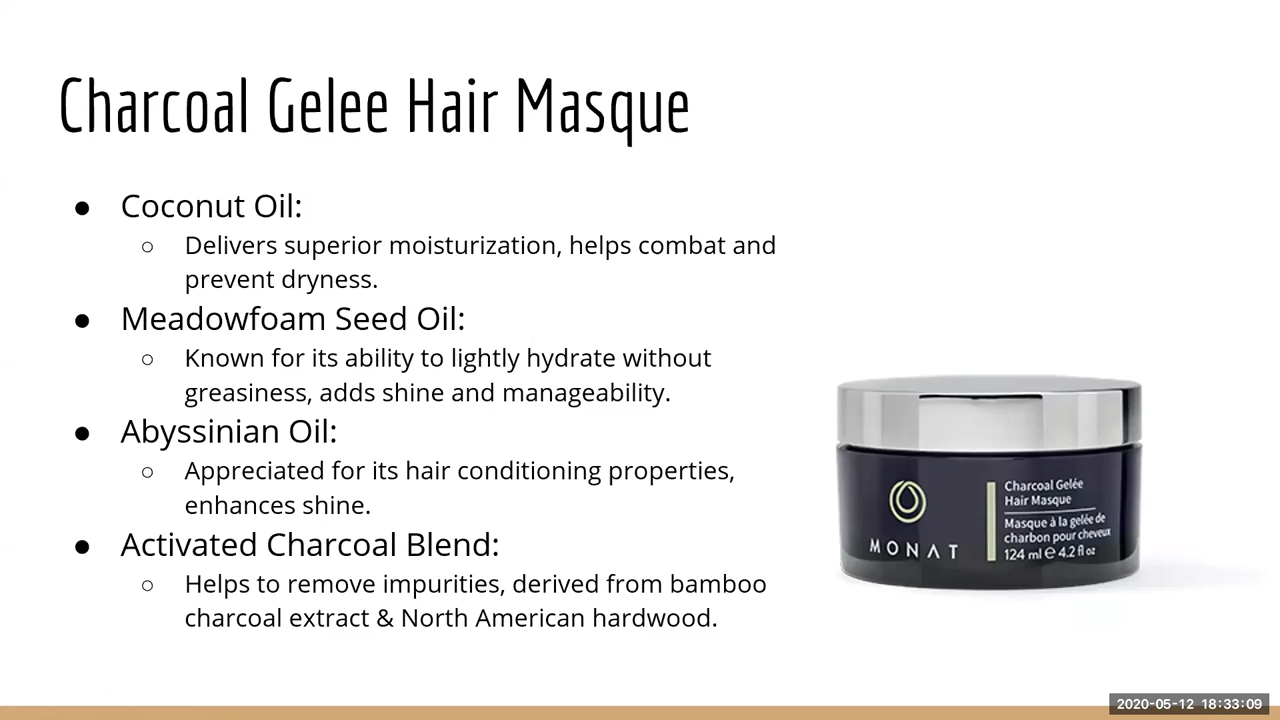 Charcoal Gelee Hair Masque
● Coconut Oil:
○ Delivers superior moisturization, helps combat and
prevent dryness.
● Meadowfoam Seed Oil:
○ Known for its ability to lightly hydrate without
greasiness, adds shine and manageability.
● Abyssinian Oil:
○ Appreciated for its hair conditioning properties,
enhances shine.
● Activated Charcoal Blend:
○ Helps to remove impurities, derived from bamboo
charcoal extract & North American hardwood.
MONAT
Charcoal Gelée
Hair Masque
Masque à la gelée de
charbon pour cheveux
124 ml ℮ 4.2 fl oz
2020-05-12 18:33:09